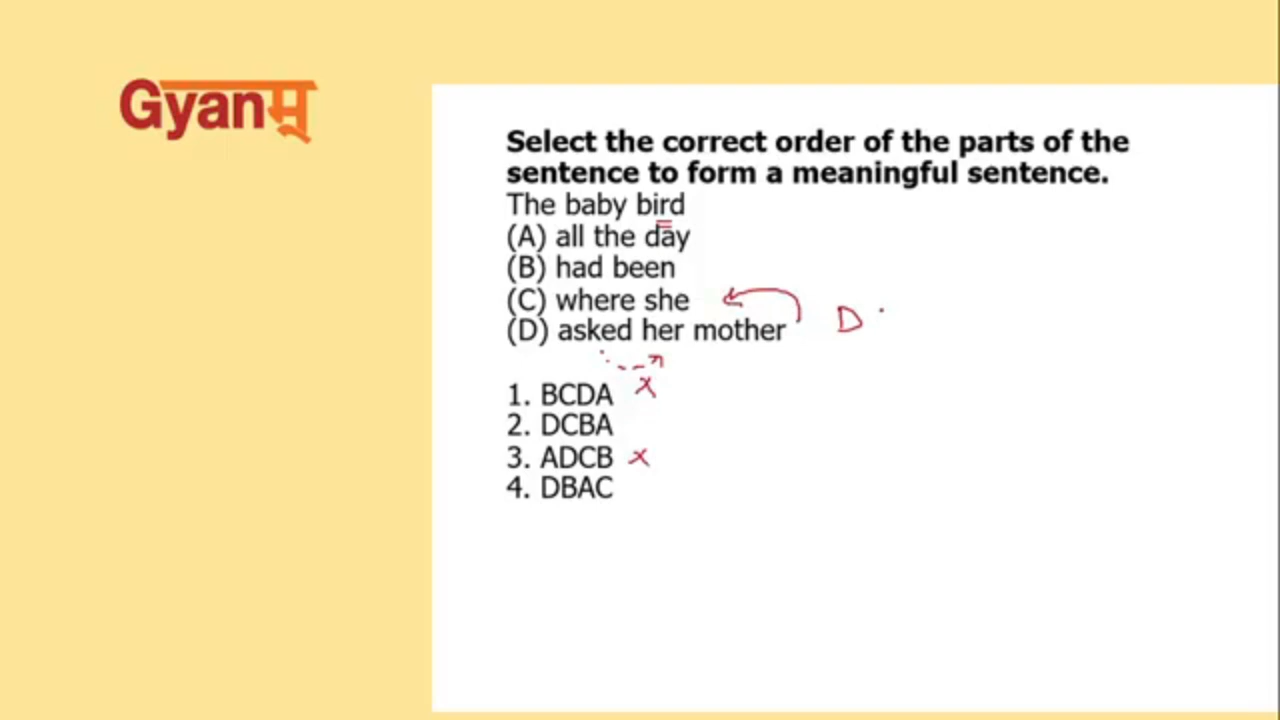 Gyanम्
Select the correct order of the parts of the
sentence to form a meaningful sentence.
The baby bird
(A) all the day
(B) had been
(C) where she
(D) asked her mother D
1. BCDA x
2. DCBA
3. ADCB x
4. DBAC